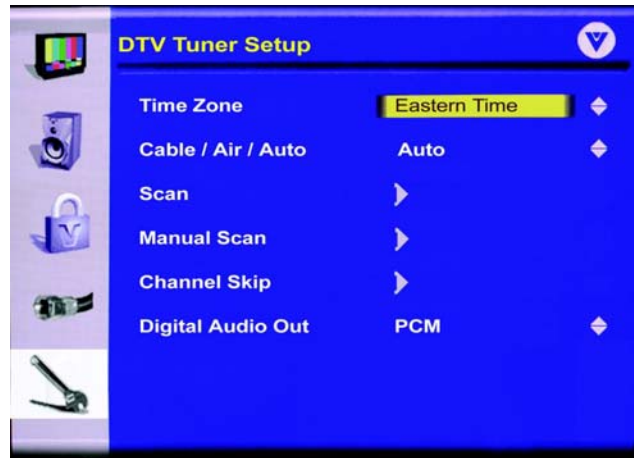 DTV Tuner Setup
V
Time Zone Eastern Time
Cable / Air / Auto Auto
Scan
Manual Scan
Channel Skip
Digital Audio Out PCM
V